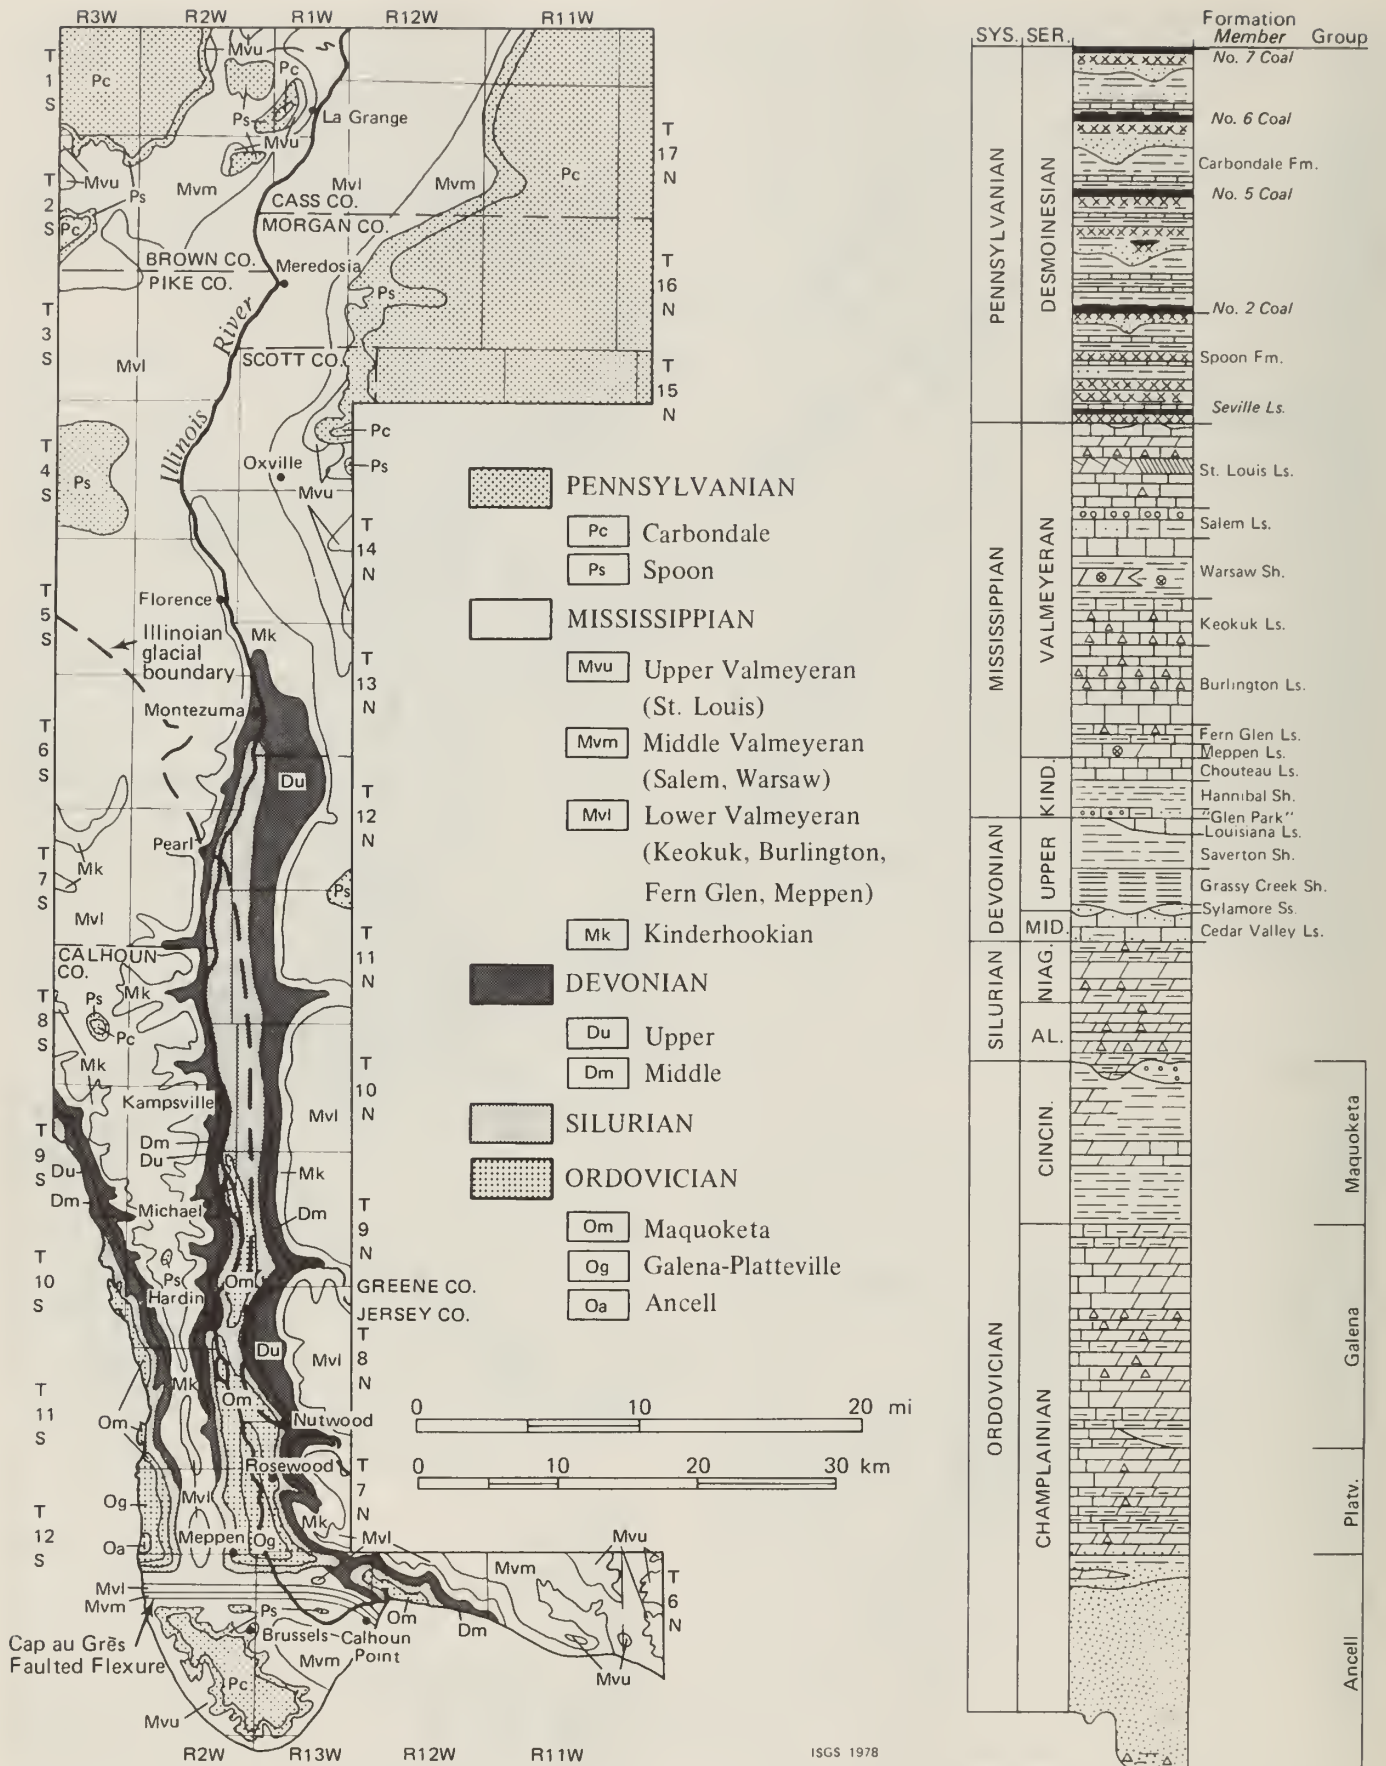 R3W R2W R1W R12W R11W
T 1 S
T 2 S
T 3 S
T 4 S
T 5 S
T 6 S
T 7 S
T 8 S
T 9 S
T 10 S
T 11 S
T 12 S
T 17 N
T 16 N
T 15 N
T 14 N
T 13 N
T 12 N
T 11 N
T 10 N
T 9 N
T 8 N
T 7 N
T 6 N
Mvu
Pc
Pc
Ps
La Grange
Mvu
Mvu
Mvm
Mvl
Mvm
Pc
Ps
CASS CO.
MORGAN CO.
Pc
BROWN CO.
PIKE CO.
Meredosia
Ps
Illinois River
SCOTT CO.
Mvl
Pc
Oxville
Ps
Ps
Mvu
Florence
Illinoian
glacial
boundary
Mk
Montezuma
Du
Pearl
Mk
Ps
Mvl
CALHOUN
CO.
Mk
Ps
Pc
Mk
Kampsville
Mvl
Dm
Du
Du
Mk
Dm
Michael
Dm
Ps
Om
Hardin
GREENE CO.
JERSEY CO.
Du
Mvl
Mk
Om
Om
Nutwood
Rosewood
Og
Mvl
Mk
Meppen
Og
Mvl
Mvu
Oa
Mvm
Mvl
Mvm
Ps
Om
Dm
Cap au Grès
Faulted Flexure
Brussels
Calhoun
Point
Mvm
Mvu
Pc
Mvu
R2W R13W R12W R11W
PENNSYLVANIAN
Pc Carbondale
Ps Spoon
MISSISSIPPIAN
Mvu Upper Valmeyeran
(St. Louis)
Mvm Middle Valmeyeran
(Salem, Warsaw)
Mvl Lower Valmeyeran
(Keokuk, Burlington,
Fern Glen, Meppen)
Mk Kinderhookian
DEVONIAN
Du Upper
Dm Middle
SILURIAN
ORDOVICIAN
Om Maquoketa
Og Galena-Platteville
Oa Ancell
0 10 20 mi
0 10 20 30 km
ISGS 1978
Formation
SYS. SER. Member Group
PENNSYLVANIAN
DESMOINESIAN
No. 7 Coal
No. 6 Coal
Carbondale Fm.
No. 5 Coal
No. 2 Coal
Spoon Fm.
Seville Ls.
MISSISSIPPIAN
VALMEYERAN
St. Louis Ls.
Salem Ls.
Warsaw Sh.
Keokuk Ls.
Burlington Ls.
Fern Glen Ls.
Meppen Ls.
KIND.
Chouteau Ls.
Hannibal Sh.
"Glen Park"
DEVONIAN
UPPER
Louisiana Ls.
Saverton Sh.
Grassy Creek Sh.
Sylamore Ss.
MID.
Cedar Valley Ls.
SILURIAN
NIAG.
AL.
ORDOVICIAN
CINCIN.
Maquoketa
CHAMPLAINIAN
Galena
Platv.
Ancell